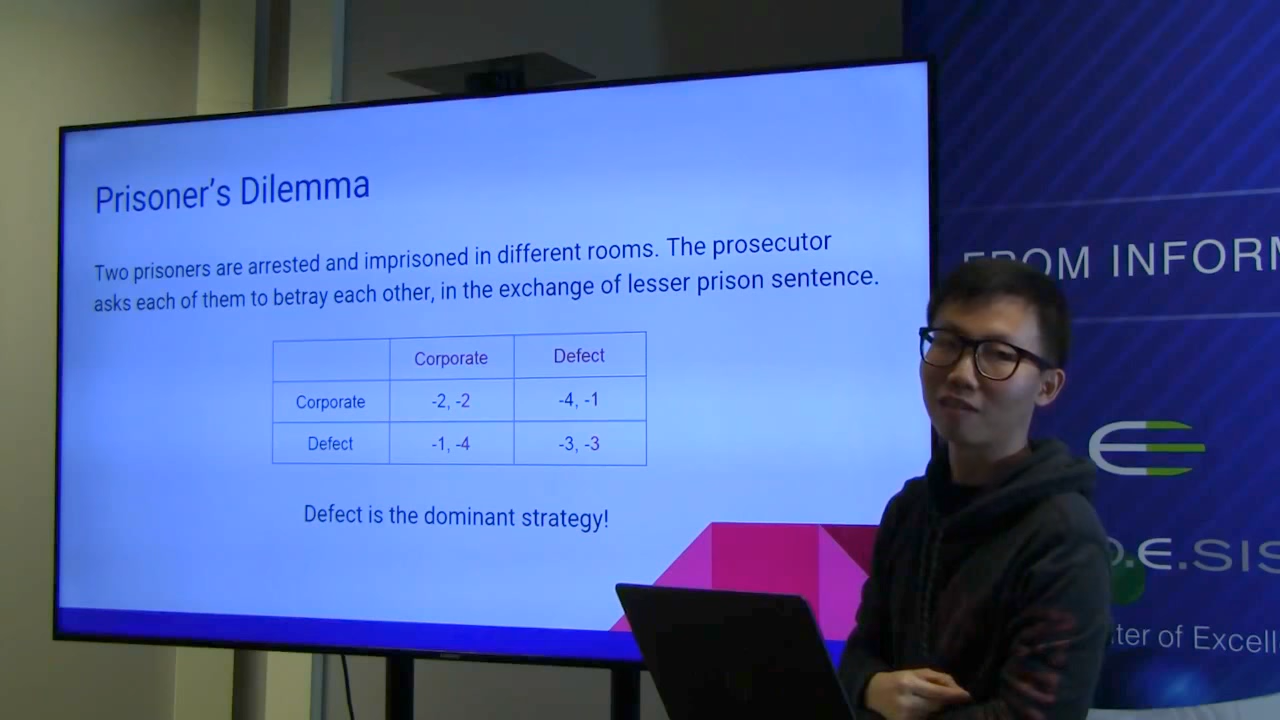 Prisoner's Dilemma
Two prisoners are arrested and imprisoned in different rooms. The prosecutor
asks each of them to betray each other, in the exchange of lesser prison sentence.
Corporate Defect
Corporate -2, -2 -4, -1
Defect -1, -4 -3, -3
Defect is the dominant strategy!
FROM INFORM
.E.SIS
ter of Excell